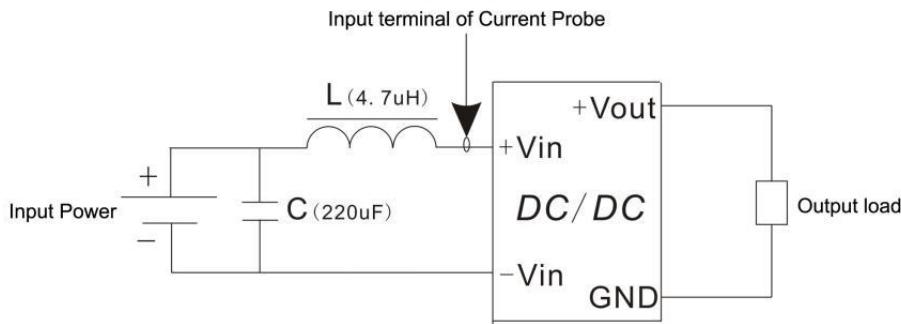 Input terminal of Current Probe
L(4.7uH)
+Vout
+
+Vin
Input Power
C(220uF)
DC/DC
Output load
−
−Vin
GND